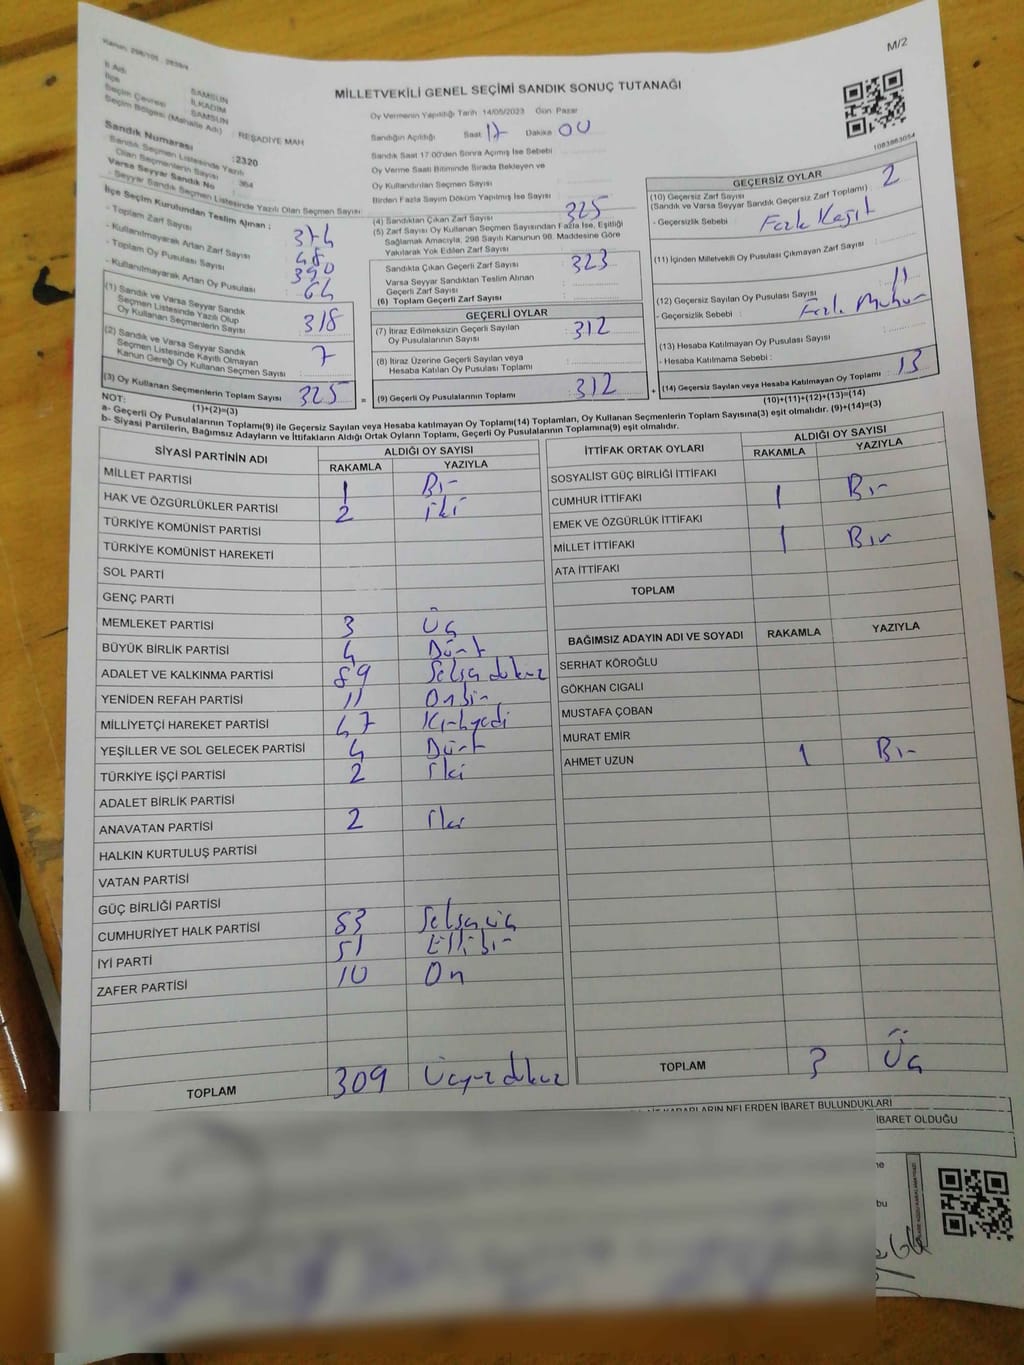 M/2
MİLLETVEKİLİ GENEL SEÇİMİ SANDIK SONUÇ TUTANAĞI
İl Adı SAMSUN
İlçe İLKADIM
Seçim Çevresi SAMSUN
Seçim Bölgesi (Mahalle Adı) : REŞADİYE MAH
Sandık Numarası :2320
Sandık Seçmen Listesinde Yazılı
Olan Seçmenlerin Sayısı : 364
Varsa Seyyar Sandık No
- Seyyar Sandık Seçmen Listesinde Yazılı Olan Seçmen Sayısı
İlçe Seçim Kurulundan Teslim Alınan ;
- Toplam Zarf Sayısı : 374
- Kullanılmayarak Artan Zarf Sayısı : 48
- Toplam Oy Pusulası Sayısı : 390
- Kullanılmayarak Artan Oy Pusulası : 64
(1) Sandık ve Varsa Seyyar Sandık
Seçmen Listesinde Yazılı Olup
Oy Kullanan Seçmenlerin Sayısı : 318
(2) Sandık ve Varsa Seyyar Sandık
Seçmen Listesinde Kayıtlı Olmayan
Kanun Gereği Oy Kullanan Seçmen Sayısı : 7
(3) Oy Kullanan Seçmenlerin Toplam Sayısı : 325
(1)+(2)=(3)
Oy Vermenin Yapıldığı Tarih 14/05/2023 Gün Pazar
Sandığın Açıldığı Saat 17 Dakika 00
Sandık Saat 17:00'den Sonra Açımış İse Sebebi
Oy Verme Saati Bitiminde Sırada Bekleyen ve
Oy Kullandırılan Seçmen Sayısı
Birden Fazla Sayım Döküm Yapılmış İse Sayısı
(4) Sandıktan Çıkan Zarf Sayısı : 325
(5) Zarf Sayısı Oy Kullanan Seçmen Sayısından Fazla İse, Eşitliği
Sağlamak Amacıyla, 298 Sayılı Kanunun 98. Maddesine Göre
Yakılarak Yok Edilen Zarf Sayısı
Sandıkta Çıkan Geçerli Zarf Sayısı : 323
Varsa Seyyar Sandıktan Teslim Alınan
Geçerli Zarf Sayısı
(6) Toplam Geçerli Zarf Sayısı :
GEÇERLİ OYLAR
(7) İtiraz Edilmeksizin Geçerli Sayılan
Oy Pusulalarının Sayısı : 312
(8) İtiraz Üzerine Geçerli Sayılan veya
Hesaba Katılan Oy Pusulası Toplamı :
= (9) Geçerli Oy Pusulalarının Toplamı : 312 +
1083863054
GEÇERSİZ OYLAR
(10) Geçersiz Zarf Sayısı : 2
(Sandık ve Varsa Seyyar Sandık Geçersiz Zarf Toplamı)
- Geçersizlik Sebebi : Fazla Kağıt
(11) İçinden Milletvekili Oy Pusulası Çıkmayan Zarf Sayısı :
(12) Geçersiz Sayılan Oy Pusulası Sayısı : 11
- Geçersizlik Sebebi : Fazla Mühür
(13) Hesaba Katılmayan Oy Pusulası Sayısı :
- Hesaba Katılmama Sebebi :
(14) Geçersiz Sayılan veya Hesaba Katılmayan Oy Toplamı : 13
(10)+(11)+(12)+(13)=(14)
NOT:
a- Geçerli Oy Pusulalarının Toplamı(9) ile Geçersiz Sayılan veya Hesaba katılmayan Oy Toplamı(14) Toplamları, Oy Kullanan Seçmenlerin Toplam Sayısına(3) eşit olmalıdır. (9)+(14)=(3)
b- Siyasi Partilerin, Bağımsız Adayların ve İttifakların Aldığı Ortak Oyların Toplamı, Geçerli Oy Pusulalarının Toplamına(9) eşit olmalıdır.
SİYASİ PARTİNİN ADI ALDIĞI OY SAYISI
RAKAMLA YAZIYLA
MİLLET PARTİSİ 1 Bir
HAK VE ÖZGÜRLÜKLER PARTİSİ 2 iki
TÜRKİYE KOMÜNİST PARTİSİ
TÜRKİYE KOMÜNİST HAREKETİ
SOL PARTİ
GENÇ PARTİ
MEMLEKET PARTİSİ 3 Üç
BÜYÜK BİRLİK PARTİSİ 4 Dört
ADALET VE KALKINMA PARTİSİ 89 Seksendokuz
YENİDEN REFAH PARTİSİ 11 Onbir
MİLLİYETÇİ HAREKET PARTİSİ 47 Kırkyedi
YEŞİLLER VE SOL GELECEK PARTİSİ 4 Dört
TÜRKİYE İŞÇİ PARTİSİ 2 İki
ADALET BİRLİK PARTİSİ
ANAVATAN PARTİSİ 2 İki
HALKIN KURTULUŞ PARTİSİ
VATAN PARTİSİ
GÜÇ BİRLİĞİ PARTİSİ
CUMHURİYET HALK PARTİSİ 83 Seksenüç
İYİ PARTİ 51 Ellibir
ZAFER PARTİSİ 10 On
TOPLAM 309 Üçyüzdokuz
İTTİFAK ORTAK OYLARI ALDIĞI OY SAYISI
RAKAMLA YAZIYLA
SOSYALİST GÜÇ BİRLİĞİ İTTİFAKI
CUMHUR İTTİFAKI 1 Bir
EMEK VE ÖZGÜRLÜK İTTİFAKI
MİLLET İTTİFAKI 1 Bir
ATA İTTİFAKI
TOPLAM
BAĞIMSIZ ADAYIN ADI VE SOYADI RAKAMLA YAZIYLA
SERHAT KÖROĞLU
GÖKHAN CIGALI
MUSTAFA ÇOBAN
MURAT EMİR
AHMET UZUN 1 Bir
TOPLAM 3 Üç
KARARLARIN NELERDEN İBARET BULUNDUKLARI
İBARET OLDUĞU